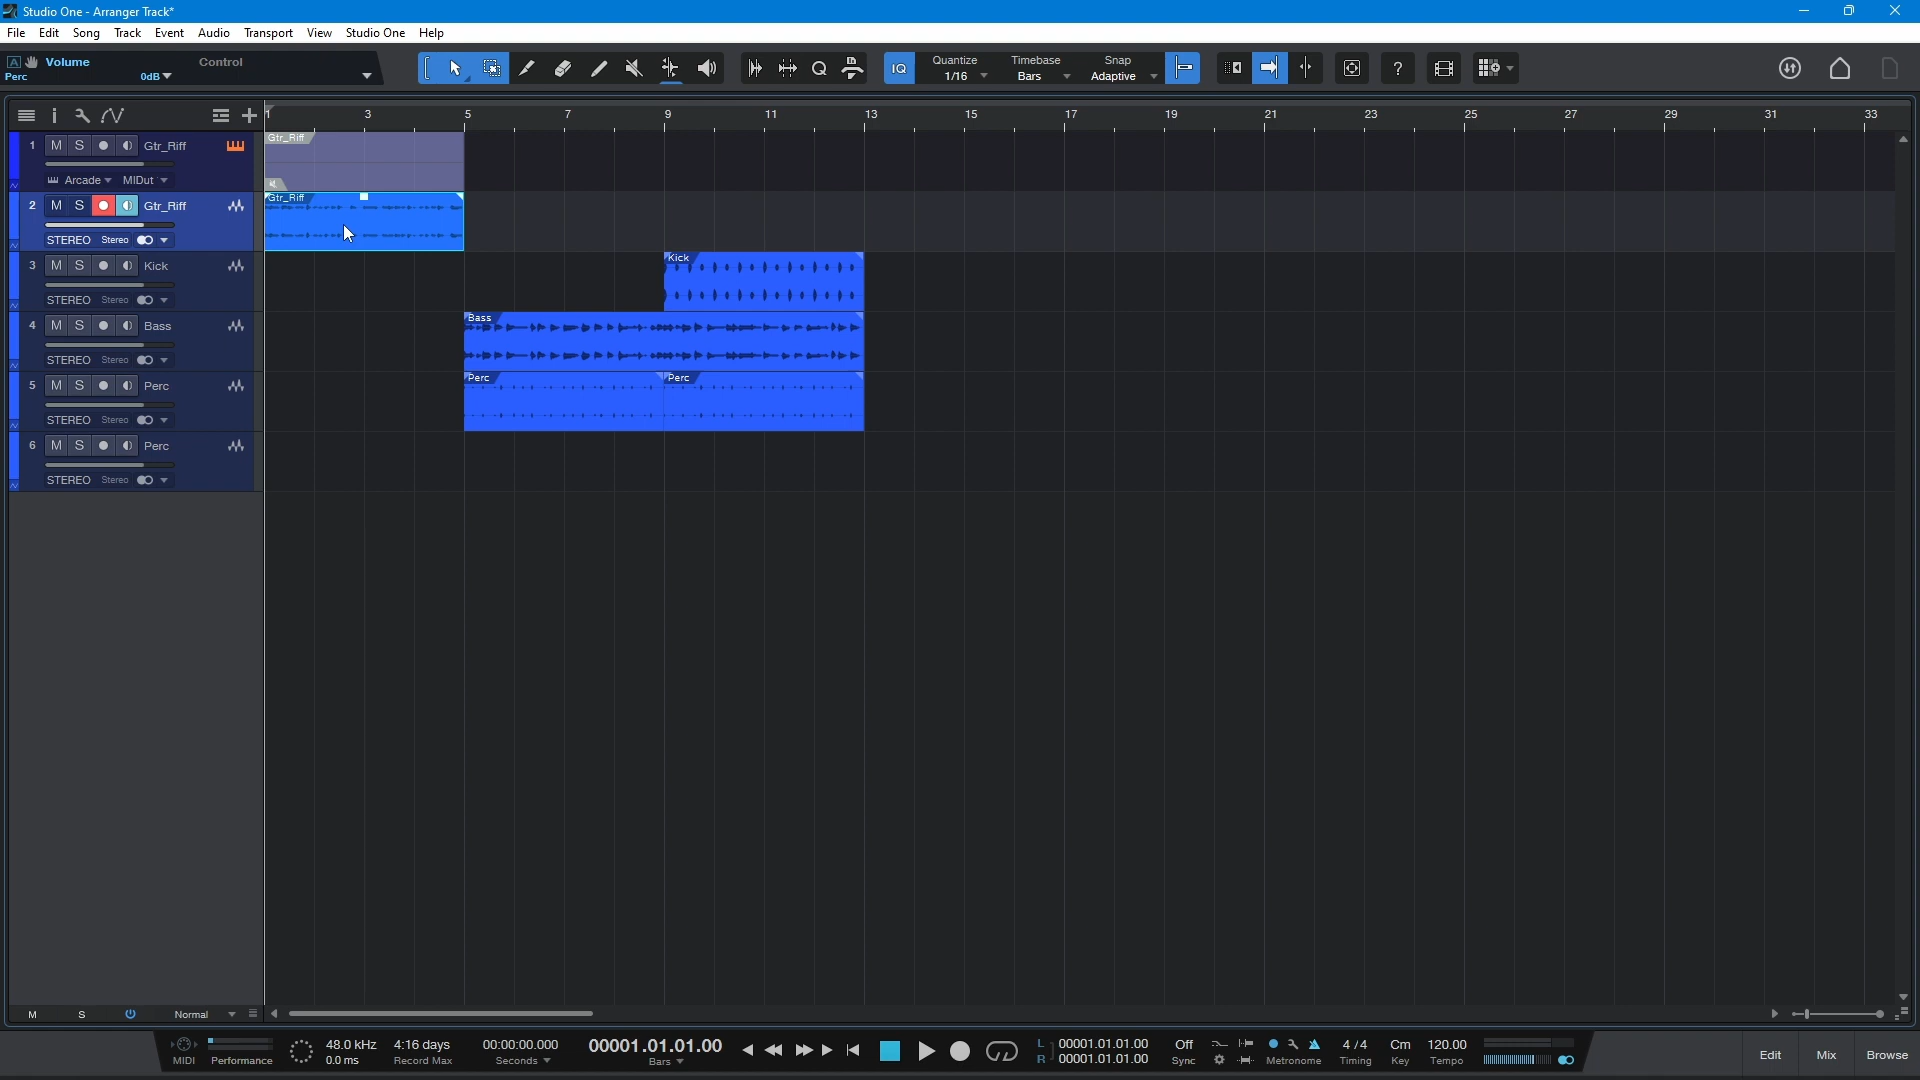 Studio One - Arranger Track*
File Edit Song Track Event Audio Transport View Studio One Help
A Volume Control
Perc 0dB
IQ Quantize Timebase Snap
1/16 Bars Adaptive ?
1 3 5 7 9 11 13 15 17 19 21 23 25 27 29 31 33
1 M S Gtr_Riff Gtr_Riff
Arcade MIDut
2 M S Gtr_Riff Gtr_Riff
STEREO Stereo
3 M S Kick Kick
STEREO Stereo
4 M S Bass Bass
STEREO Stereo
5 M S Perc Perc Perc
STEREO Stereo
6 M S Perc
STEREO Stereo
M S Normal
48.0 kHz 4:16 days 00:00:00.000 00001.01.01.00 L 00001.01.01.00 Off 4 / 4 Cm 120.00
MIDI Performance 0.0 ms Record Max Seconds Bars R 00001.01.01.00 Sync Metronome Timing Key Tempo
Edit Mix Browse